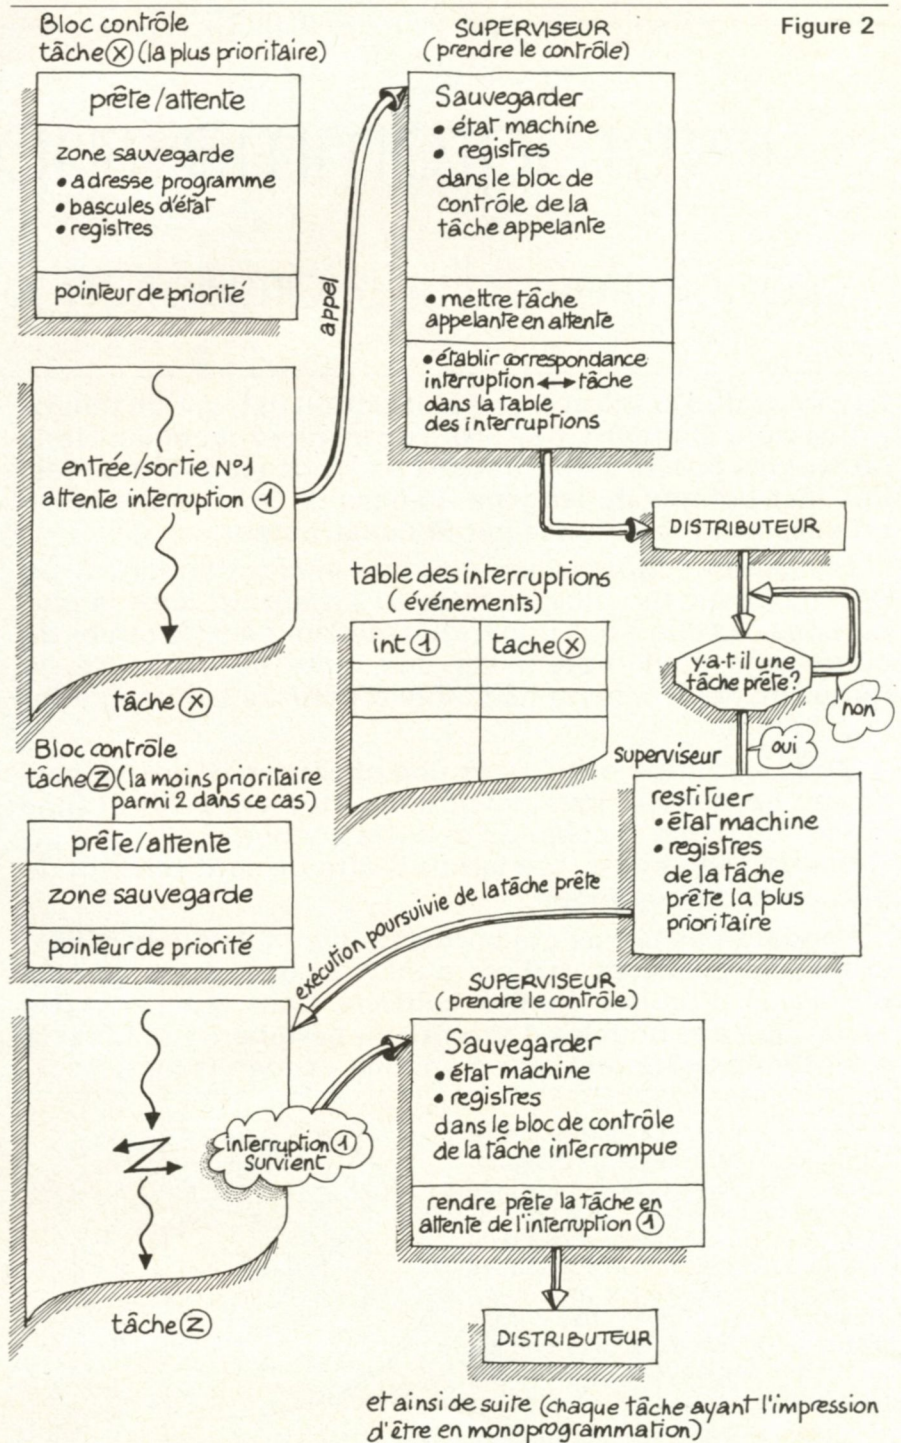 Figure 2
Bloc contrôle
tâche Ⓧ (la plus prioritaire)
prête/attente
zone sauvegarde
• adresse programme
• bascules d'état
• registres
pointeur de priorité
appel
SUPERVISEUR
(prendre le contrôle)
Sauvegarder
• état machine
• registres
dans le bloc de
contrôle de la
tâche appelante
• mettre tâche
appelante en attente
• établir correspondance
interruption ↔ tâche
dans la table
des interruptions
entrée/sortie N°1
attente interruption ①
tâche Ⓧ
DISTRIBUTEUR
table des interruptions
(événements)
int ①
tache Ⓧ
y-a-t-il une
tâche prête?
non
oui
Bloc contrôle
tâche Ⓩ (la moins prioritaire
parmi 2 dans ce cas)
prête/attente
zone sauvegarde
pointeur de priorité
superviseur
restituer
• état machine
• registres
de la tâche
prête la plus
prioritaire
exécution poursuivie de la tâche prête
SUPERVISEUR
(prendre le contrôle)
Sauvegarder
• état machine
• registres
dans le bloc de contrôle
de la tâche interrompue
rendre prête la tâche en
attente de l'interruption ①
interruption ①
survient
tâche Ⓩ
DISTRIBUTEUR
et ainsi de suite (chaque tâche ayant l'impression
d'être en monoprogrammation)